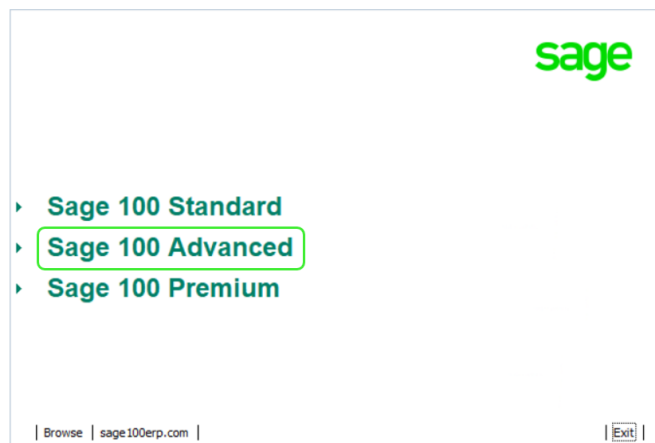 sage
Sage 100 Standard
Sage 100 Advanced
Sage 100 Premium
| Browse | sage100erp.com | | Exit |